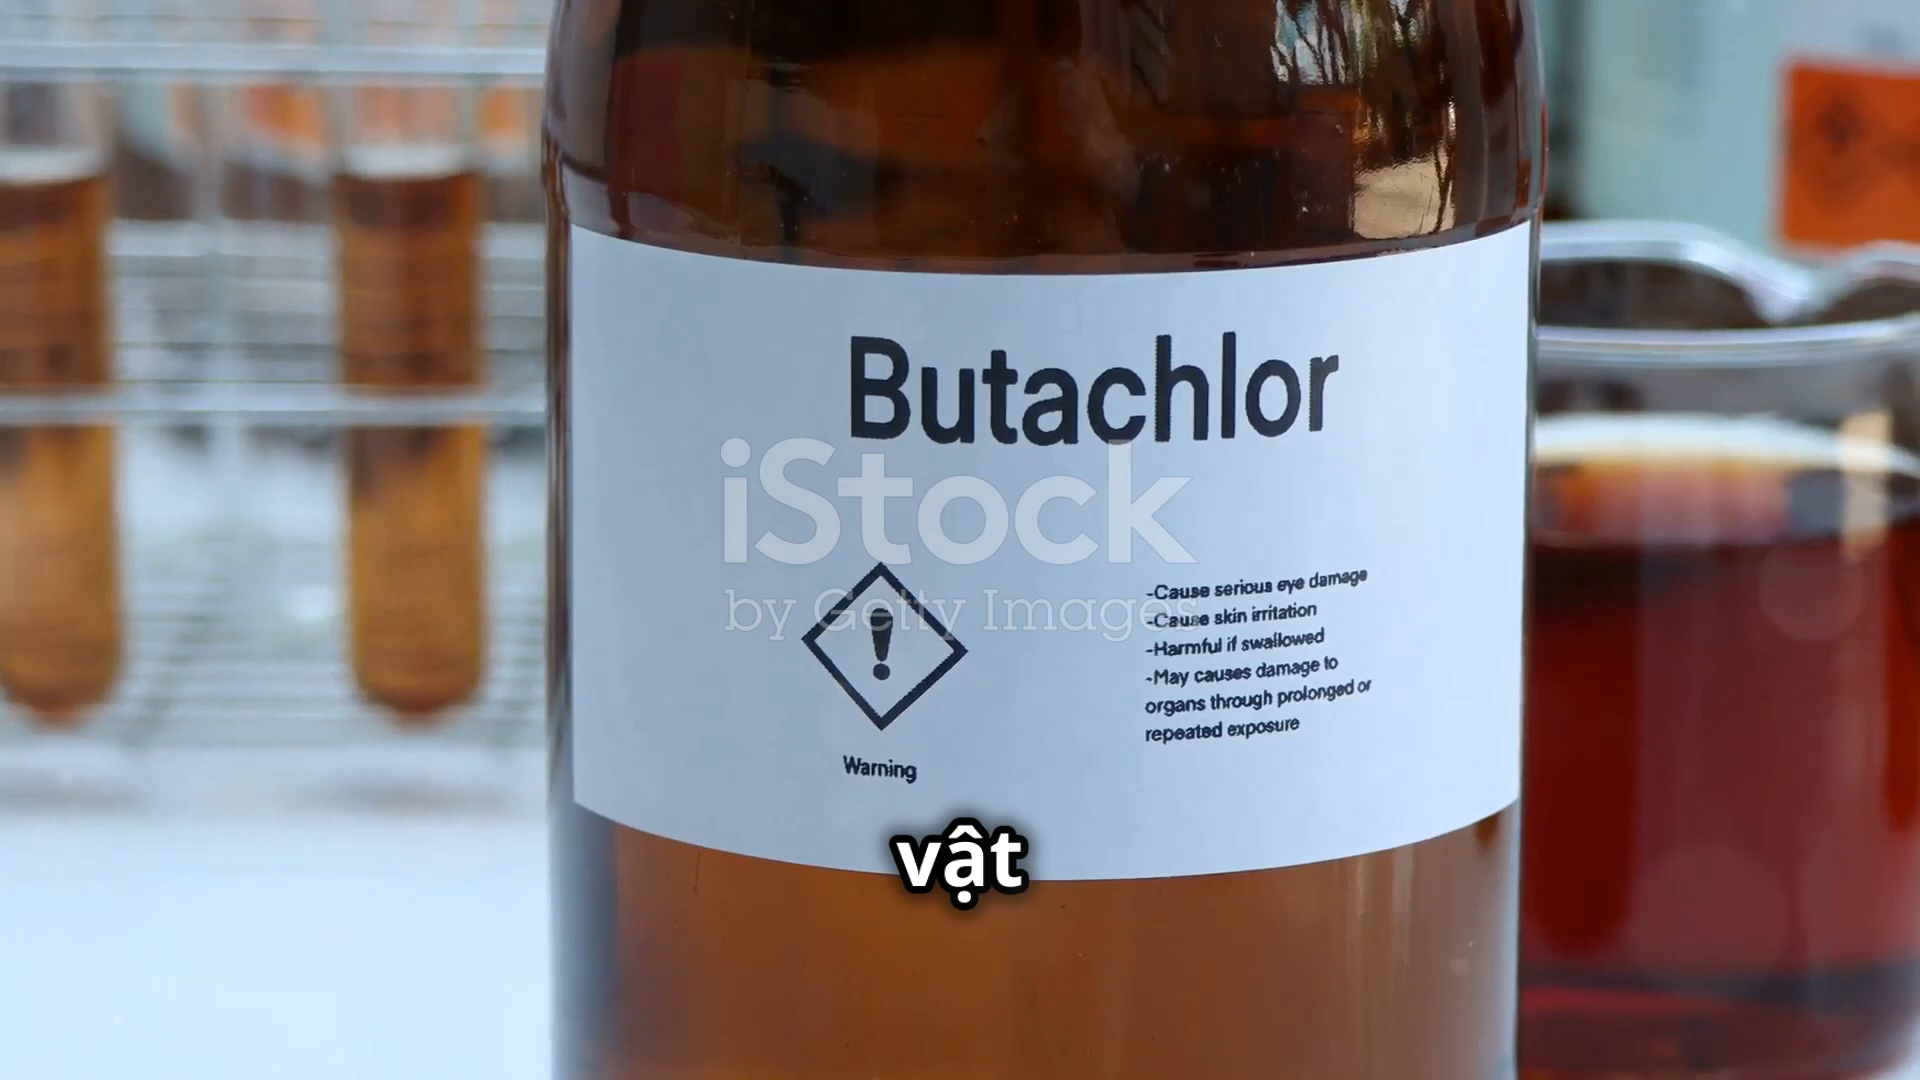 Butachlor
iStock
by Getty Images
-Cause serious eye damage
-Cause skin irritation
-Harmful if swallowed
-May causes damage to
organs through prolonged or
repeated exposure
Warning
vật